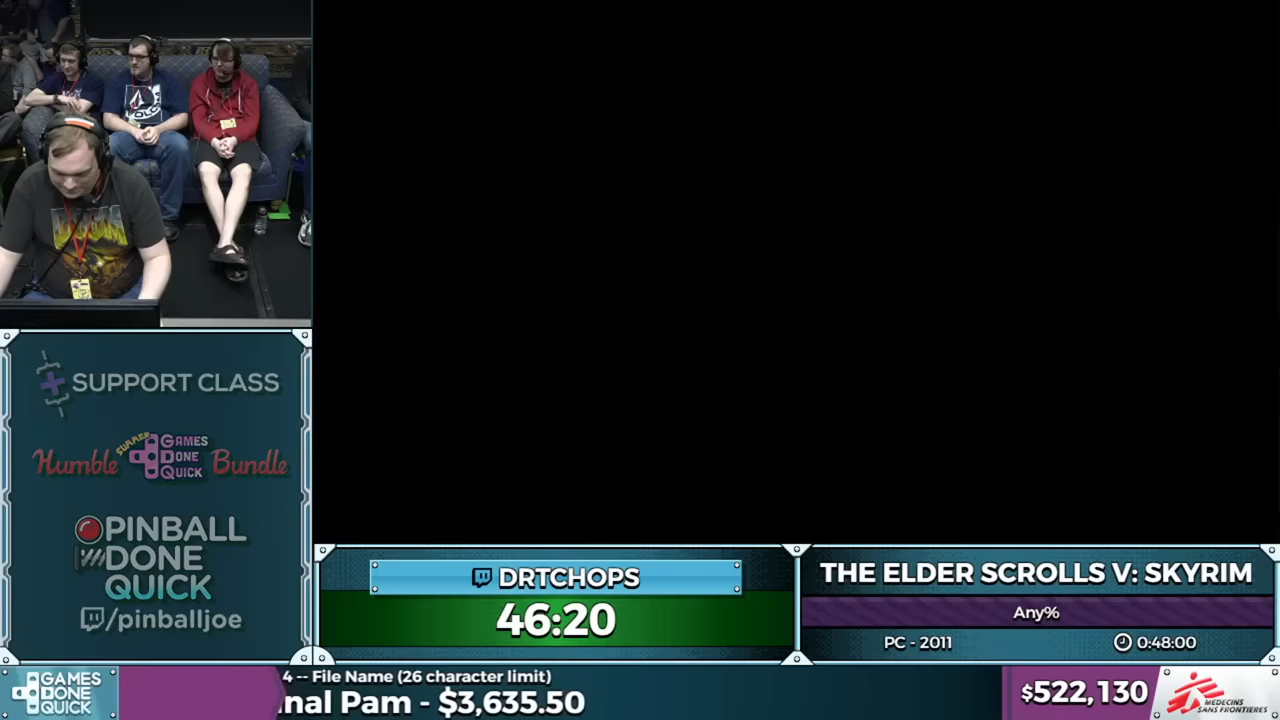 DOOM
VOLCOM
SUPPORT CLASS
Humble SUMMER GAMES DONE QUICK Bundle
PINBALL
DONE
QUICK
/pinballjoe
DRTCHOPS
46:20
THE ELDER SCROLLS V: SKYRIM
Any%
PC - 2011
0:48:00
GAMES
DONE
QUICK
4 -- File Name (26 character limit)
nal Pam - $3,635.50
$522,130
MEDECINS
SANS FRONTIERES